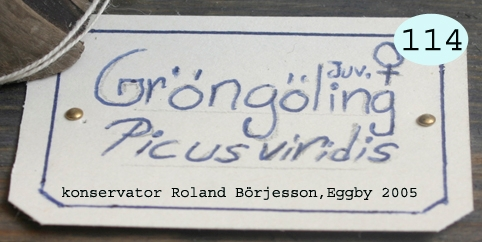 114
Juv. ♀
Gröngöling
Picus viridis
konservator Roland Börjesson,Eggby 2005